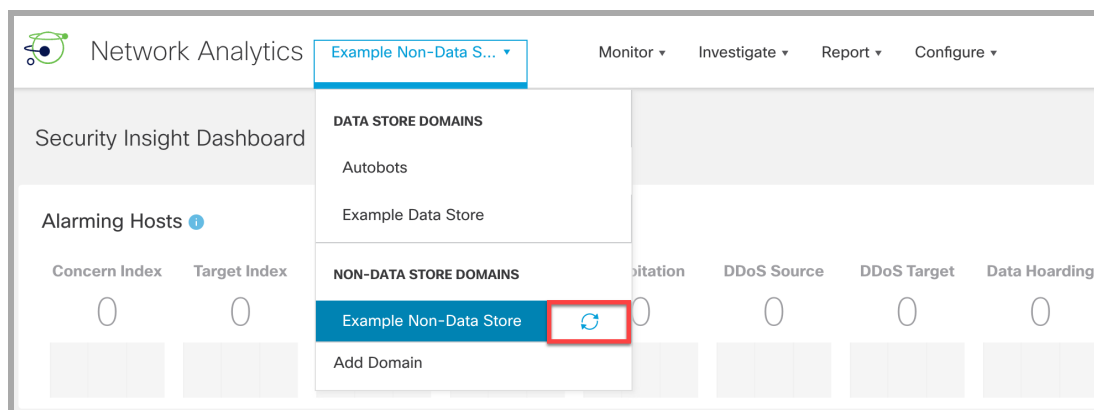 Network Analytics Example Non-Data S... Monitor Investigate Report Configure
Security Insight Dashboard
DATA STORE DOMAINS
Autobots
Example Data Store
NON-DATA STORE DOMAINS
Example Non-Data Store
Add Domain
Alarming Hosts
Concern Index Target Index DDoS Source DDoS Target Data Hoarding
0 0 0 0 0 0